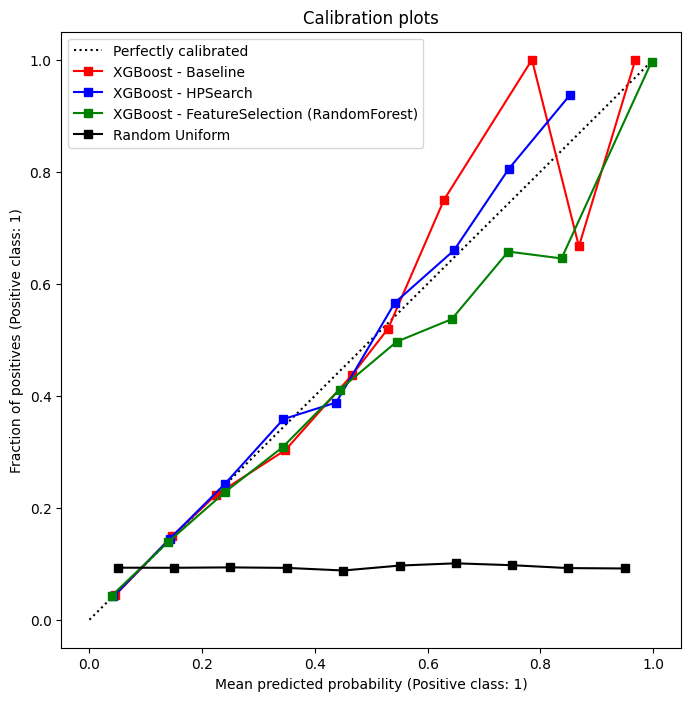 Calibration plots
Perfectly calibrated
XGBoost - Baseline
XGBoost - HPSearch
XGBoost - FeatureSelection (RandomForest)
Random Uniform
Fraction of positives (Positive class: 1)
1.0
0.8
0.6
0.4
0.2
0.0
0.0 0.2 0.4 0.6 0.8 1.0
Mean predicted probability (Positive class: 1)